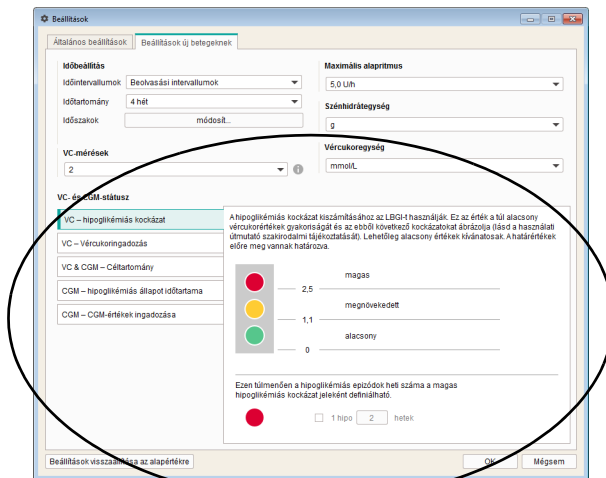 Beállítások
Általános beállítások
Beállítások új betegeknek
Időbeállítás
Időintervallumok
Beolvasási intervallumok
Időtartomány
4 hét
Időszakok
módosít...
Maximális alapritmus
5,0 U/h
Szénhidrátegység
g
VC-mérések
2
Vércukoregység
mmol/L
VC- és CGM-státusz
VC – hipoglikémiás kockázat
VC – Vércukoringadozás
VC & CGM – Céltartomány
CGM – hipoglikémiás állapot időtartama
CGM – CGM-értékek ingadozása
A hipoglikémiás kockázat kiszámításához az LBGI-t használják. Ez az érték a túl alacsony
vércukorértékek gyakoriságát és az ebből következő kockázatokat ábrázolja (lásd a használati
útmutató szakirodalmi tájékoztatását). Lehetőleg alacsony értékek kívánatosak. A határértékek
előre meg vannak határozva.
magas
2,5
megnövekedett
1,1
alacsony
0
Ezen túlmenően a hipoglikémiás epizódok heti száma a magas
hipoglikémiás kockázat jeleként definiálható.
1 hipo 2 hetek
Beállítások visszaállítása az alapértékre
OK
Mégsem